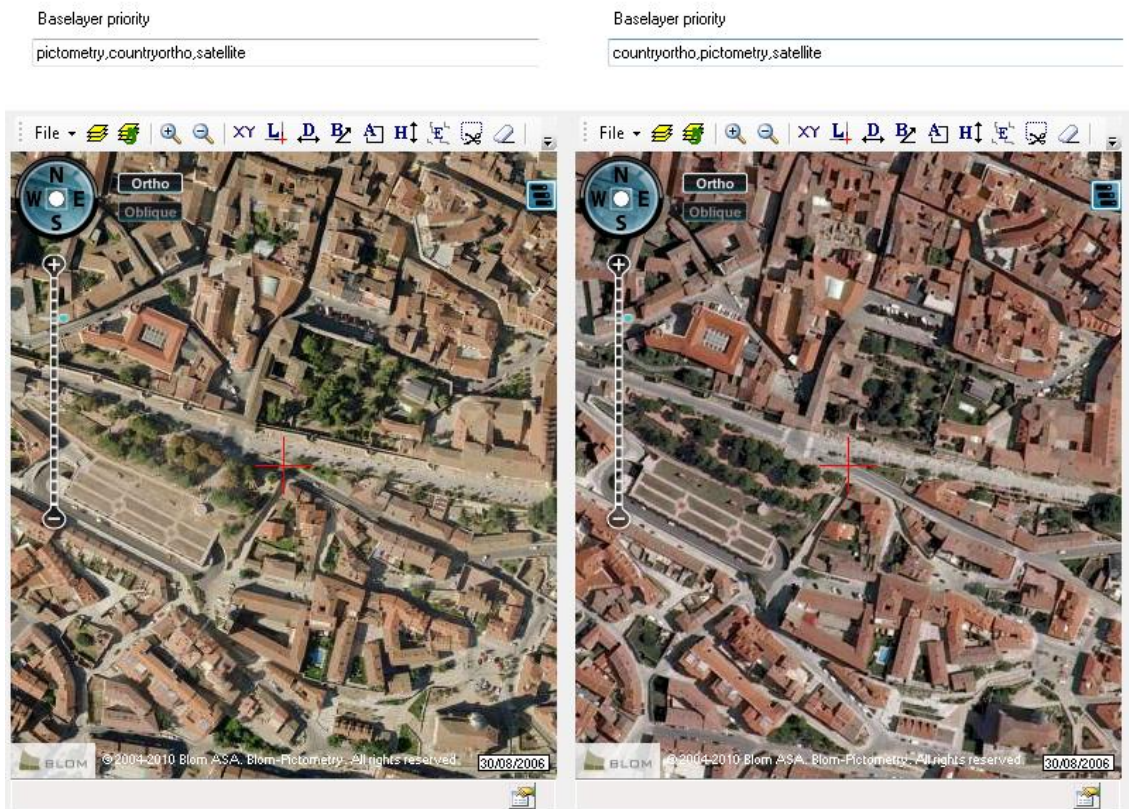 Baselayer priority
pictometry,countryortho,satellite
File XY L D B A H E
N
W E
S
Ortho
Oblique
BLOM
©2004-2010 Blom ASA. Blom-Pictometry. All rights reserved.
30/08/2006
Baselayer priority
countryortho,pictometry,satellite
File XY L D B A H E
N
W E
S
Ortho
Oblique
BLOM
©2004-2010 Blom ASA. Blom-Pictometry. All rights reserved.
30/08/2006